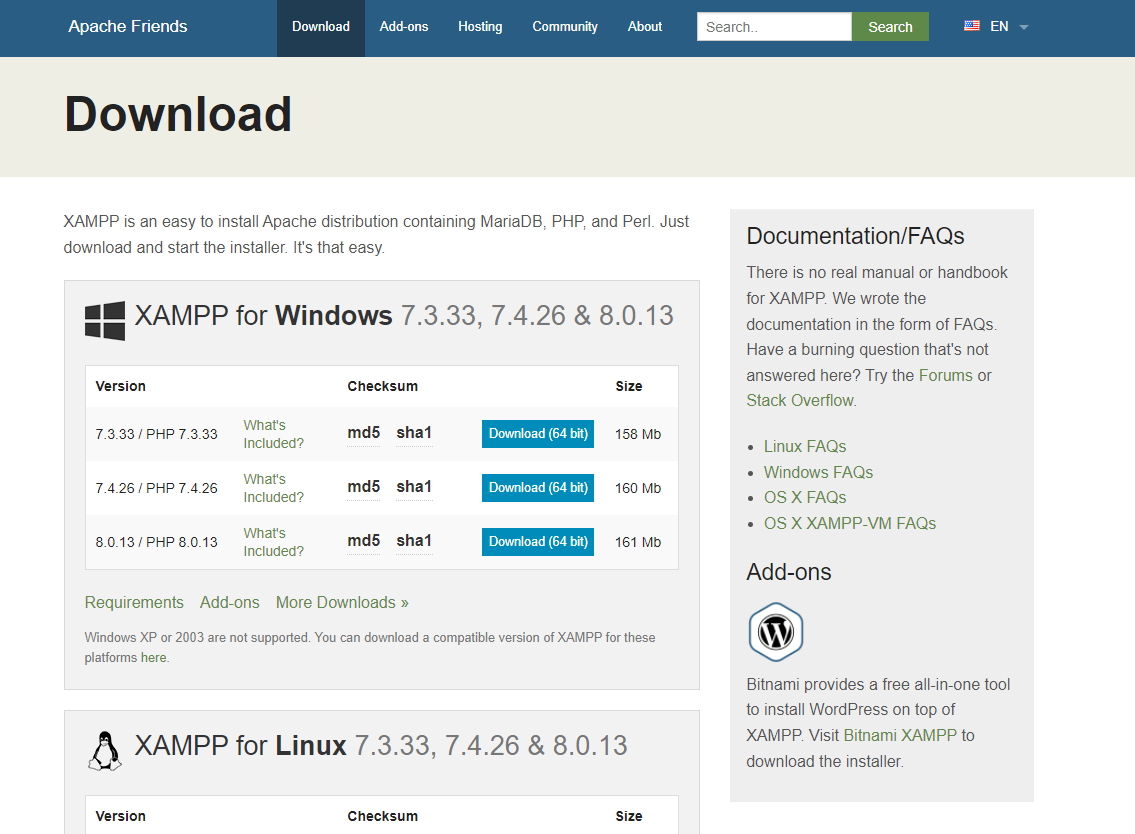 Apache Friends Download Add-ons Hosting Community About Search.. Search EN
Download
XAMPP is an easy to install Apache distribution containing MariaDB, PHP, and Perl. Just
download and start the installer. It's that easy.
XAMPP for Windows 7.3.33, 7.4.26 & 8.0.13
Version Checksum Size
7.3.33 / PHP 7.3.33 What's Included? md5 sha1 Download (64 bit) 158 Mb
7.4.26 / PHP 7.4.26 What's Included? md5 sha1 Download (64 bit) 160 Mb
8.0.13 / PHP 8.0.13 What's Included? md5 sha1 Download (64 bit) 161 Mb
Requirements Add-ons More Downloads »
Windows XP or 2003 are not supported. You can download a compatible version of XAMPP for these
platforms here.
XAMPP for Linux 7.3.33, 7.4.26 & 8.0.13
Version Checksum Size
Documentation/FAQs
There is no real manual or handbook
for XAMPP. We wrote the
documentation in the form of FAQs.
Have a burning question that's not
answered here? Try the Forums or
Stack Overflow.
• Linux FAQs
• Windows FAQs
• OS X FAQs
• OS X XAMPP-VM FAQs
Add-ons
Bitnami provides a free all-in-one tool
to install WordPress on top of
XAMPP. Visit Bitnami XAMPP to
download the installer.